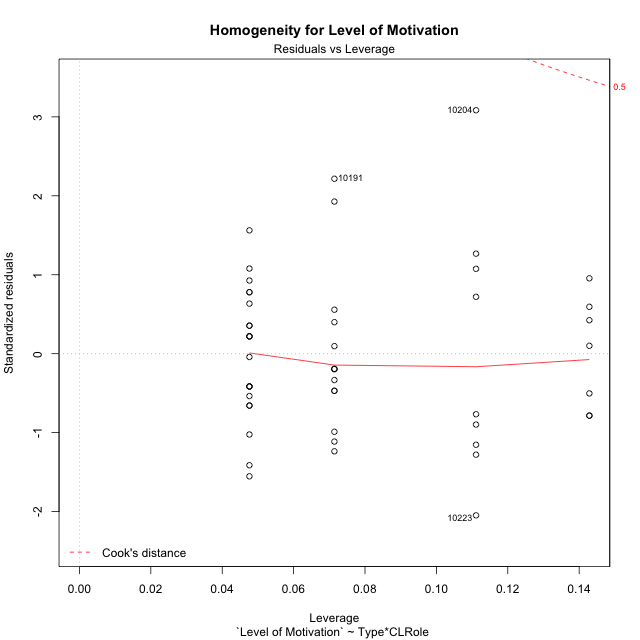 Homogeneity for Level of Motivation
Residuals vs Leverage
0.5
10204
10191
10223
3
2
1
0
-1
-2
Standardized residuals
Cook's distance
0.00 0.02 0.04 0.06 0.08 0.10 0.12 0.14
Leverage
`Level of Motivation` ~ Type*CLRole